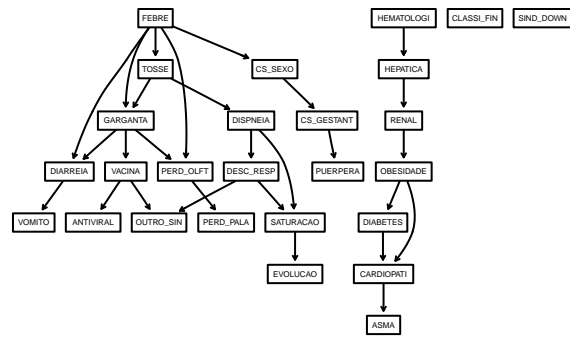 FEBRE HEMATOLOGI CLASSI_FIN SIND_DOWN
TOSSE CS_SEXO HEPATICA
GARGANTA DISPNEIA CS_GESTANT RENAL
DIARREIA VACINA PERD_OLFT DESC_RESP PUERPERA OBESIDADE
VOMITO ANTIVIRAL OUTRO_SIN PERD_PALA SATURACAO DIABETES
EVOLUCAO CARDIOPATI
ASMA